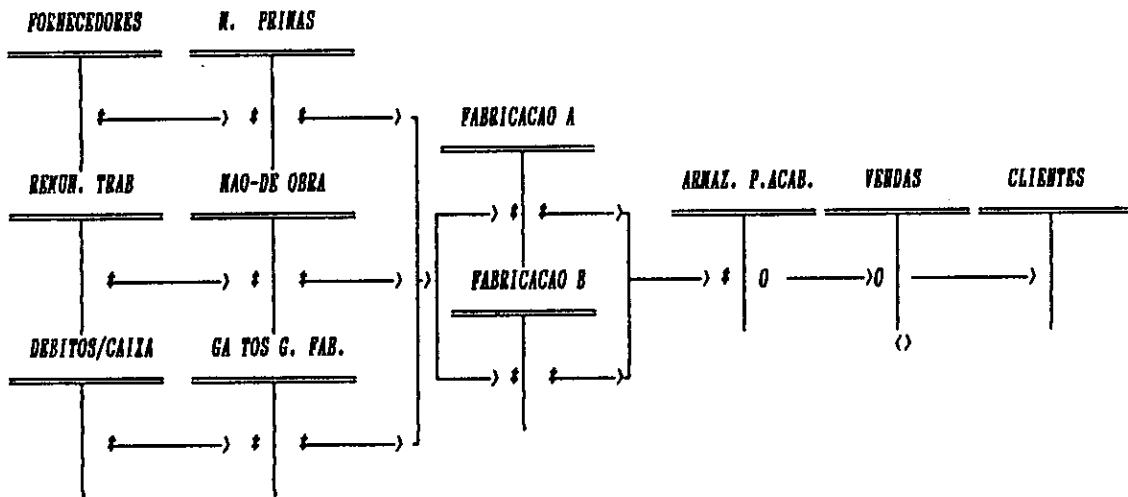 FORNECEDORES M. PRIMAS
FABRICACAO A
REMUN. TRAB MAO-DE OBRA ARMAZ. P.ACAB. VENDAS CLIENTES
FABRICACAO B
DEBITOS/CAIXA GA TOS G. FAB.